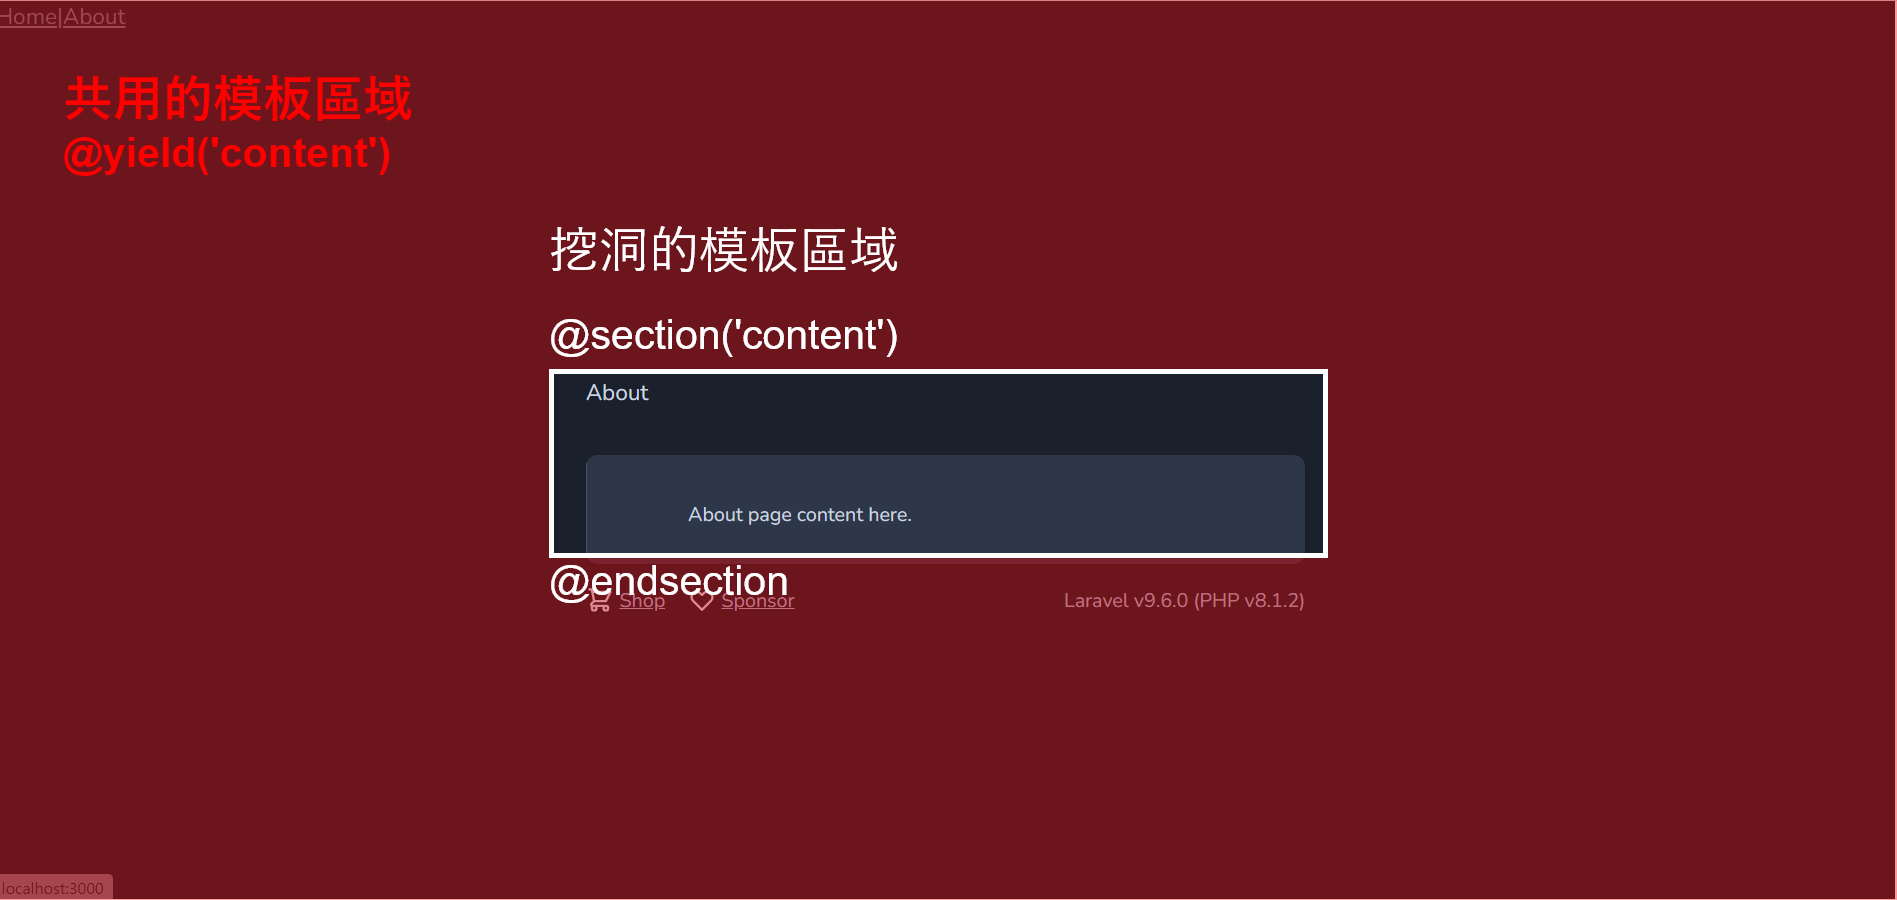 Home|About
共用的模板區域
@yield('content')
挖洞的模板區域
@section('content')
About
About page content here.
@endsection
Shop Sponsor Laravel v9.6.0 (PHP v8.1.2)
localhost:3000